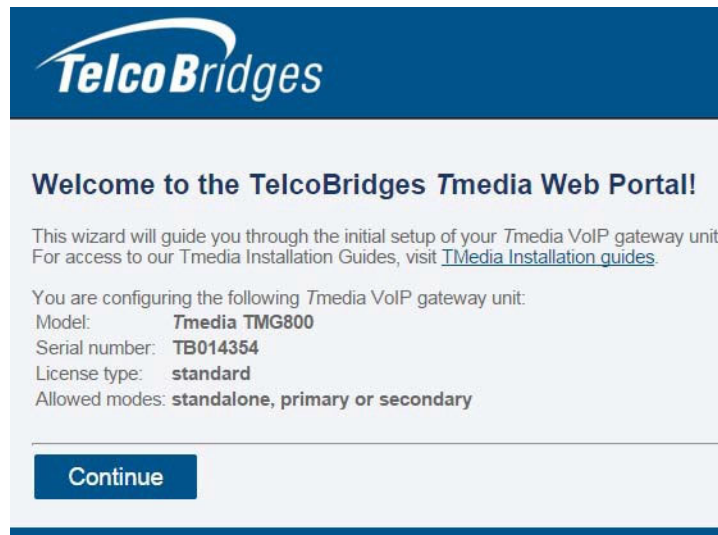 TelcoBridges
Welcome to the TelcoBridges Tmedia Web Portal!
This wizard will guide you through the initial setup of your Tmedia VoIP gateway unit
For access to our Tmedia Installation Guides, visit TMedia Installation guides.
You are configuring the following Tmedia VoIP gateway unit:
Model: Tmedia TMG800
Serial number: TB014354
License type: standard
Allowed modes: standalone, primary or secondary
Continue